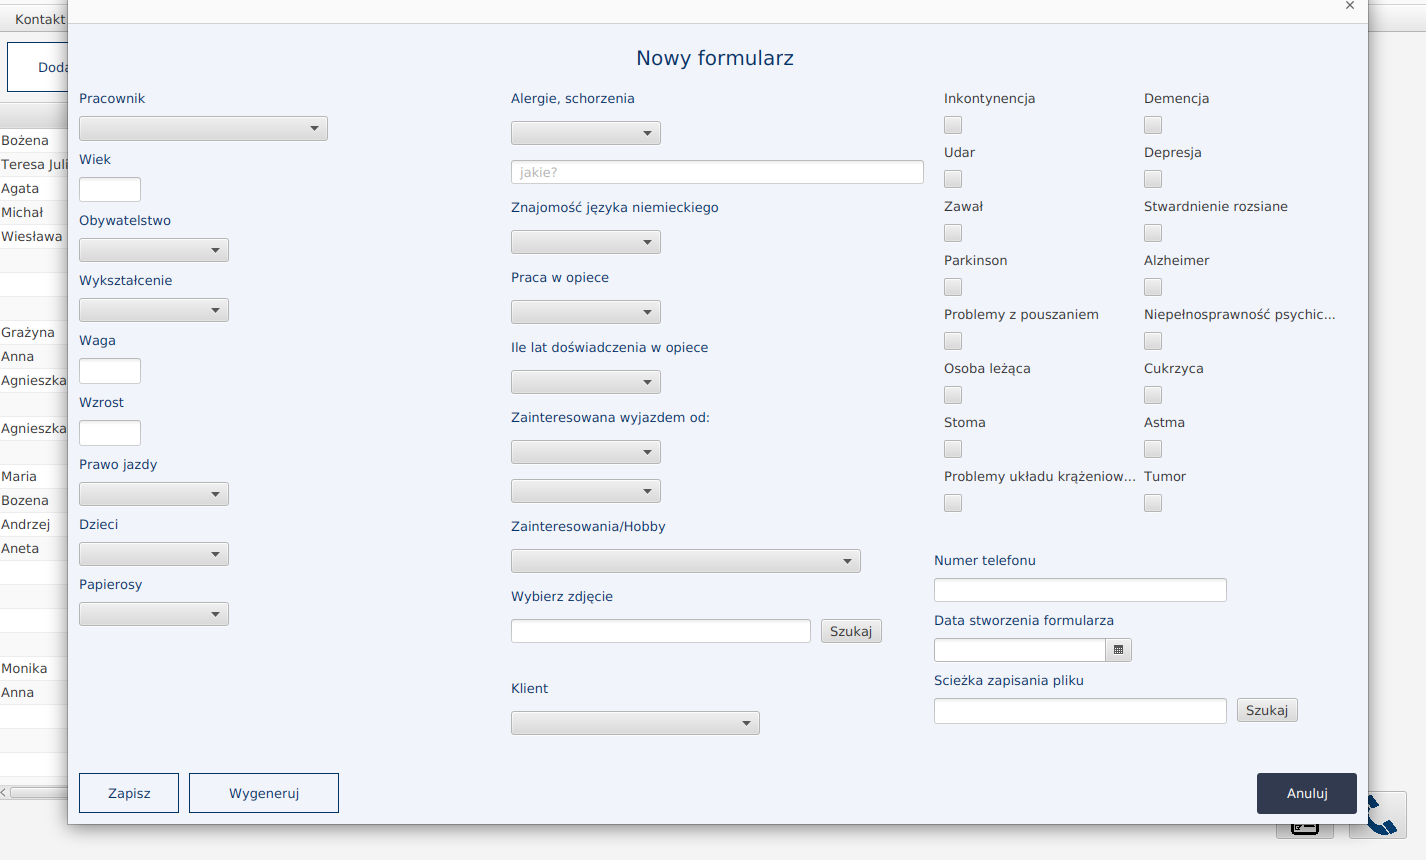 ×
Kontakt
Doda
Bożena
Teresa Juli
Agata
Michał
Wiesława
Grażyna
Anna
Agnieszka
Agnieszka
Maria
Bozena
Andrzej
Aneta
Monika
Anna
Nowy formularz
Pracownik
Wiek
Obywatelstwo
Wykształcenie
Waga
Wzrost
Prawo jazdy
Dzieci
Papierosy
Alergie, schorzenia
jakie?
Znajomość języka niemieckiego
Praca w opiece
Ile lat doświadczenia w opiece
Zainteresowana wyjazdem od:
Zainteresowania/Hobby
Wybierz zdjęcie
Szukaj
Klient
Inkontynencja
Demencja
Udar
Depresja
Zawał
Stwardnienie rozsiane
Parkinson
Alzheimer
Problemy z pouszaniem
Niepełnosprawność psychic...
Osoba leżąca
Cukrzyca
Stoma
Astma
Problemy układu krążeniow...
Tumor
Numer telefonu
Data stworzenia formularza
Scieżka zapisania pliku
Szukaj
Zapisz
Wygeneruj
Anuluj